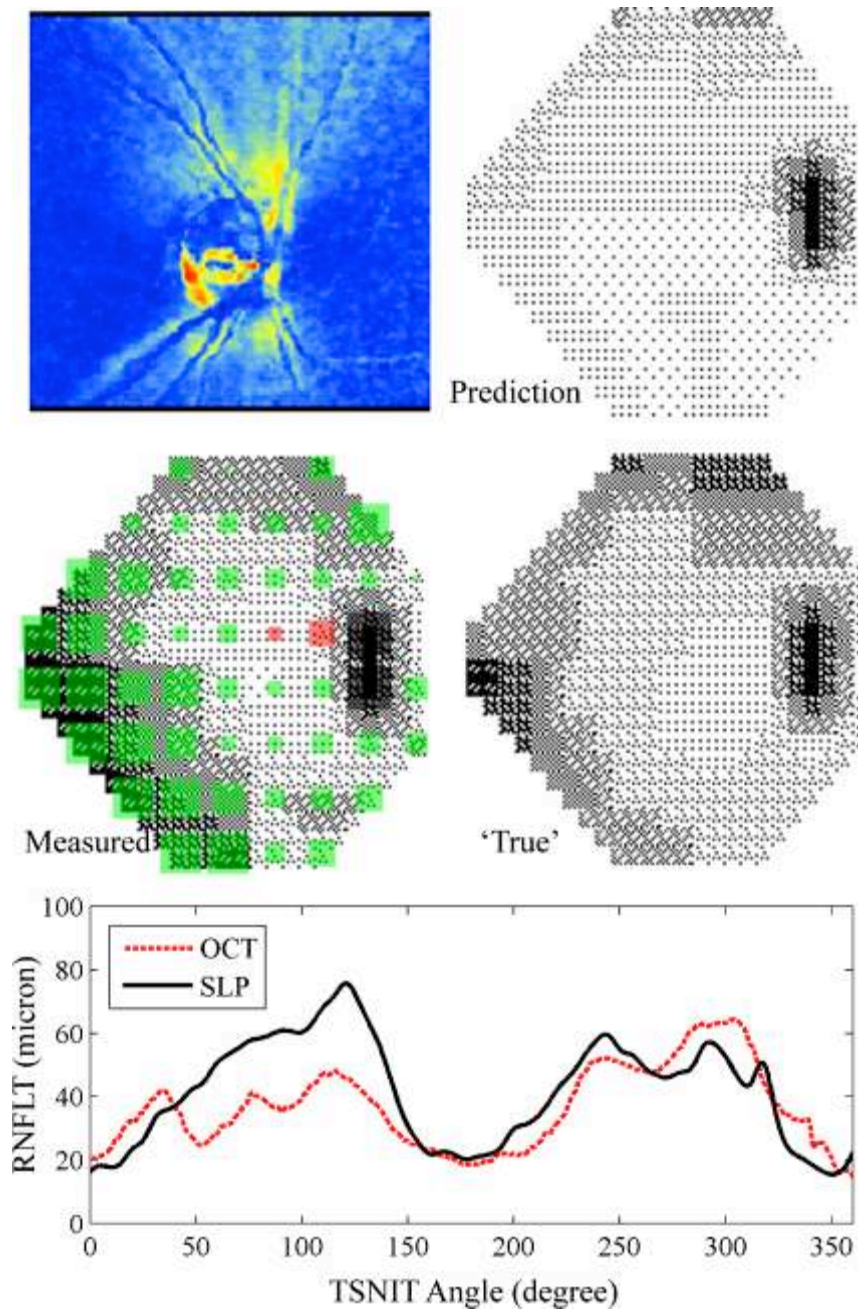 Prediction
Measured
‘True’
100
80
60
40
20
0
OCT
SLP
RNFLT (micron)
0 50 100 150 200 250 300 350
TSNIT Angle (degree)